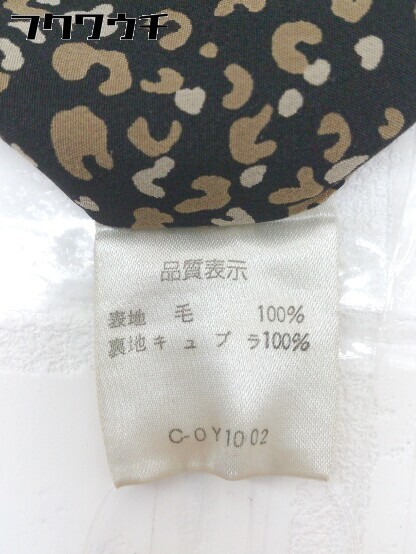 フクウウチ
品質表示
表地 毛 100%
裏地キュプラ100%
C-OY1002